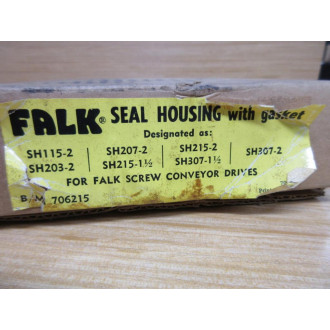 FALK® SEAL HOUSING with gasket
Designated as:
SH115-2 SH207-2 SH215-2 SH307-2
SH203-2 SH215-1½ SH307-1½
FOR FALK SCREW CONVEYOR DRIVES
B/M 706215